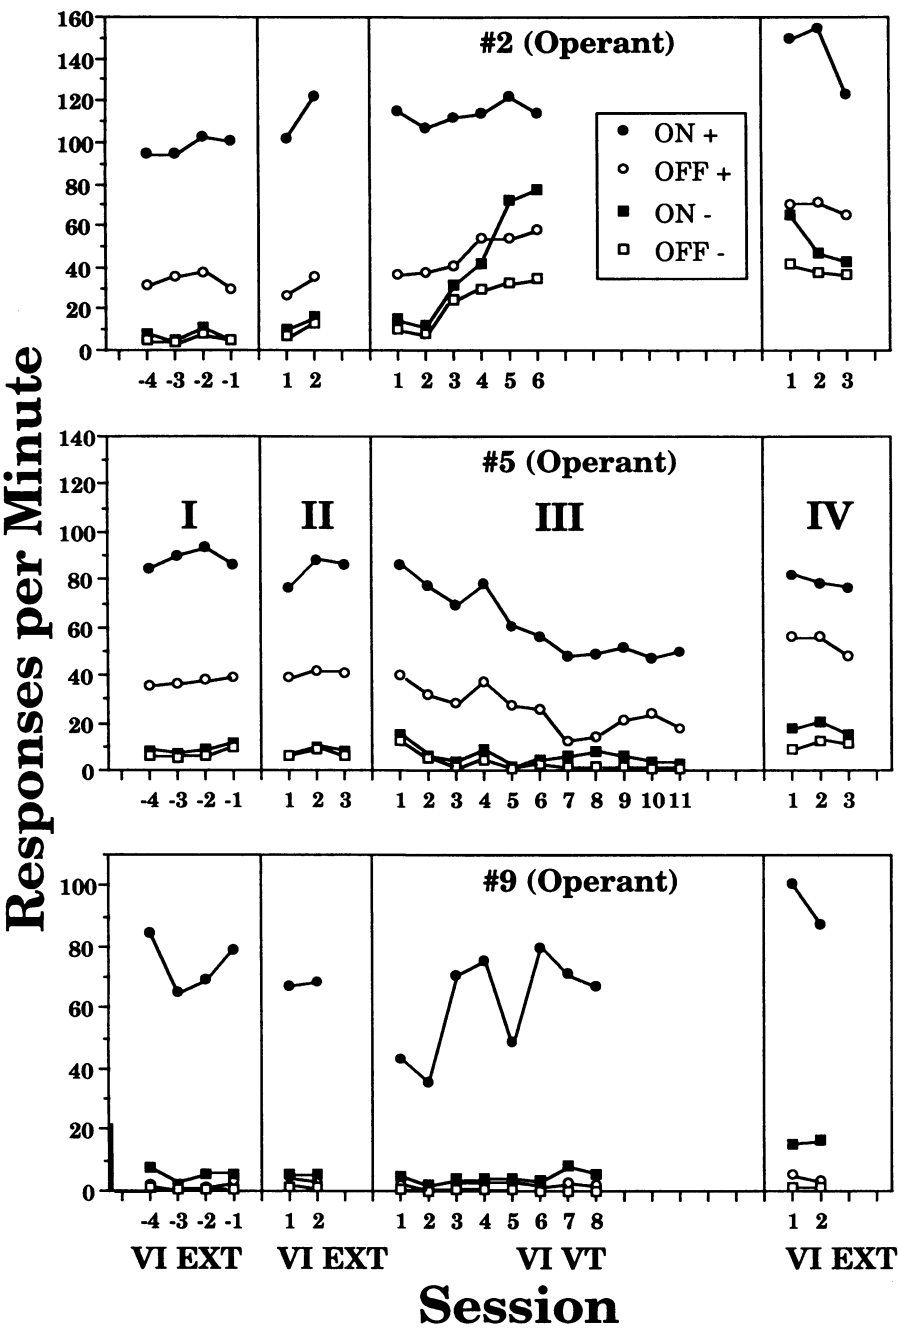 Responses per Minute
#2 (Operant)
160
140
120
100
80
60
40
20
0
ON +
OFF +
ON -
OFF -
-4 -3 -2 -1 1 2 1 2 3 4 5 6 1 2 3
#5 (Operant)
140
120
100
80
60
40
20
0
I II III IV
-4 -3 -2 -1 1 2 3 1 2 3 4 5 6 7 8 9 10 11 1 2 3
#9 (Operant)
100
80
60
40
20
0
-4 -3 -2 -1 1 2 1 2 3 4 5 6 7 8 1 2
VI EXT VI EXT VI VT VI EXT
Session